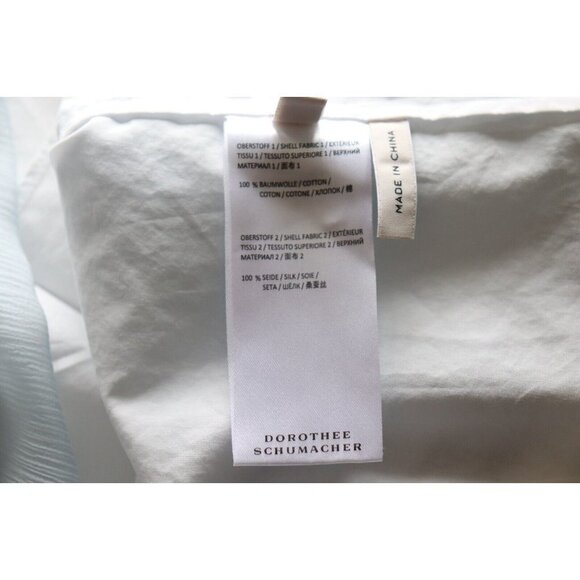 OBERSTOFF 1 / SHELL FABRIC 1 / EXTÉRIEUR
TISSU 1 / TESSUTO SUPERIORE 1 / ВЕРХНИЙ
МАТЕРИАЛ 1 / 面布 1
100 % BAUMWOLLE / COTTON /
COTON / COTONE / ХЛОПОК / 棉
OBERSTOFF 2 / SHELL FABRIC 2 / EXTÉRIEUR
TISSU 2 / TESSUTO SUPERIORE 2 / ВЕРХНИЙ
МАТЕРИАЛ 2 / 面布 2
100 % SEIDE / SILK / SOIE /
SETA / ШЁЛК / 桑蚕丝
DOROTHEE
SCHUMACHER
MADE IN CHINA